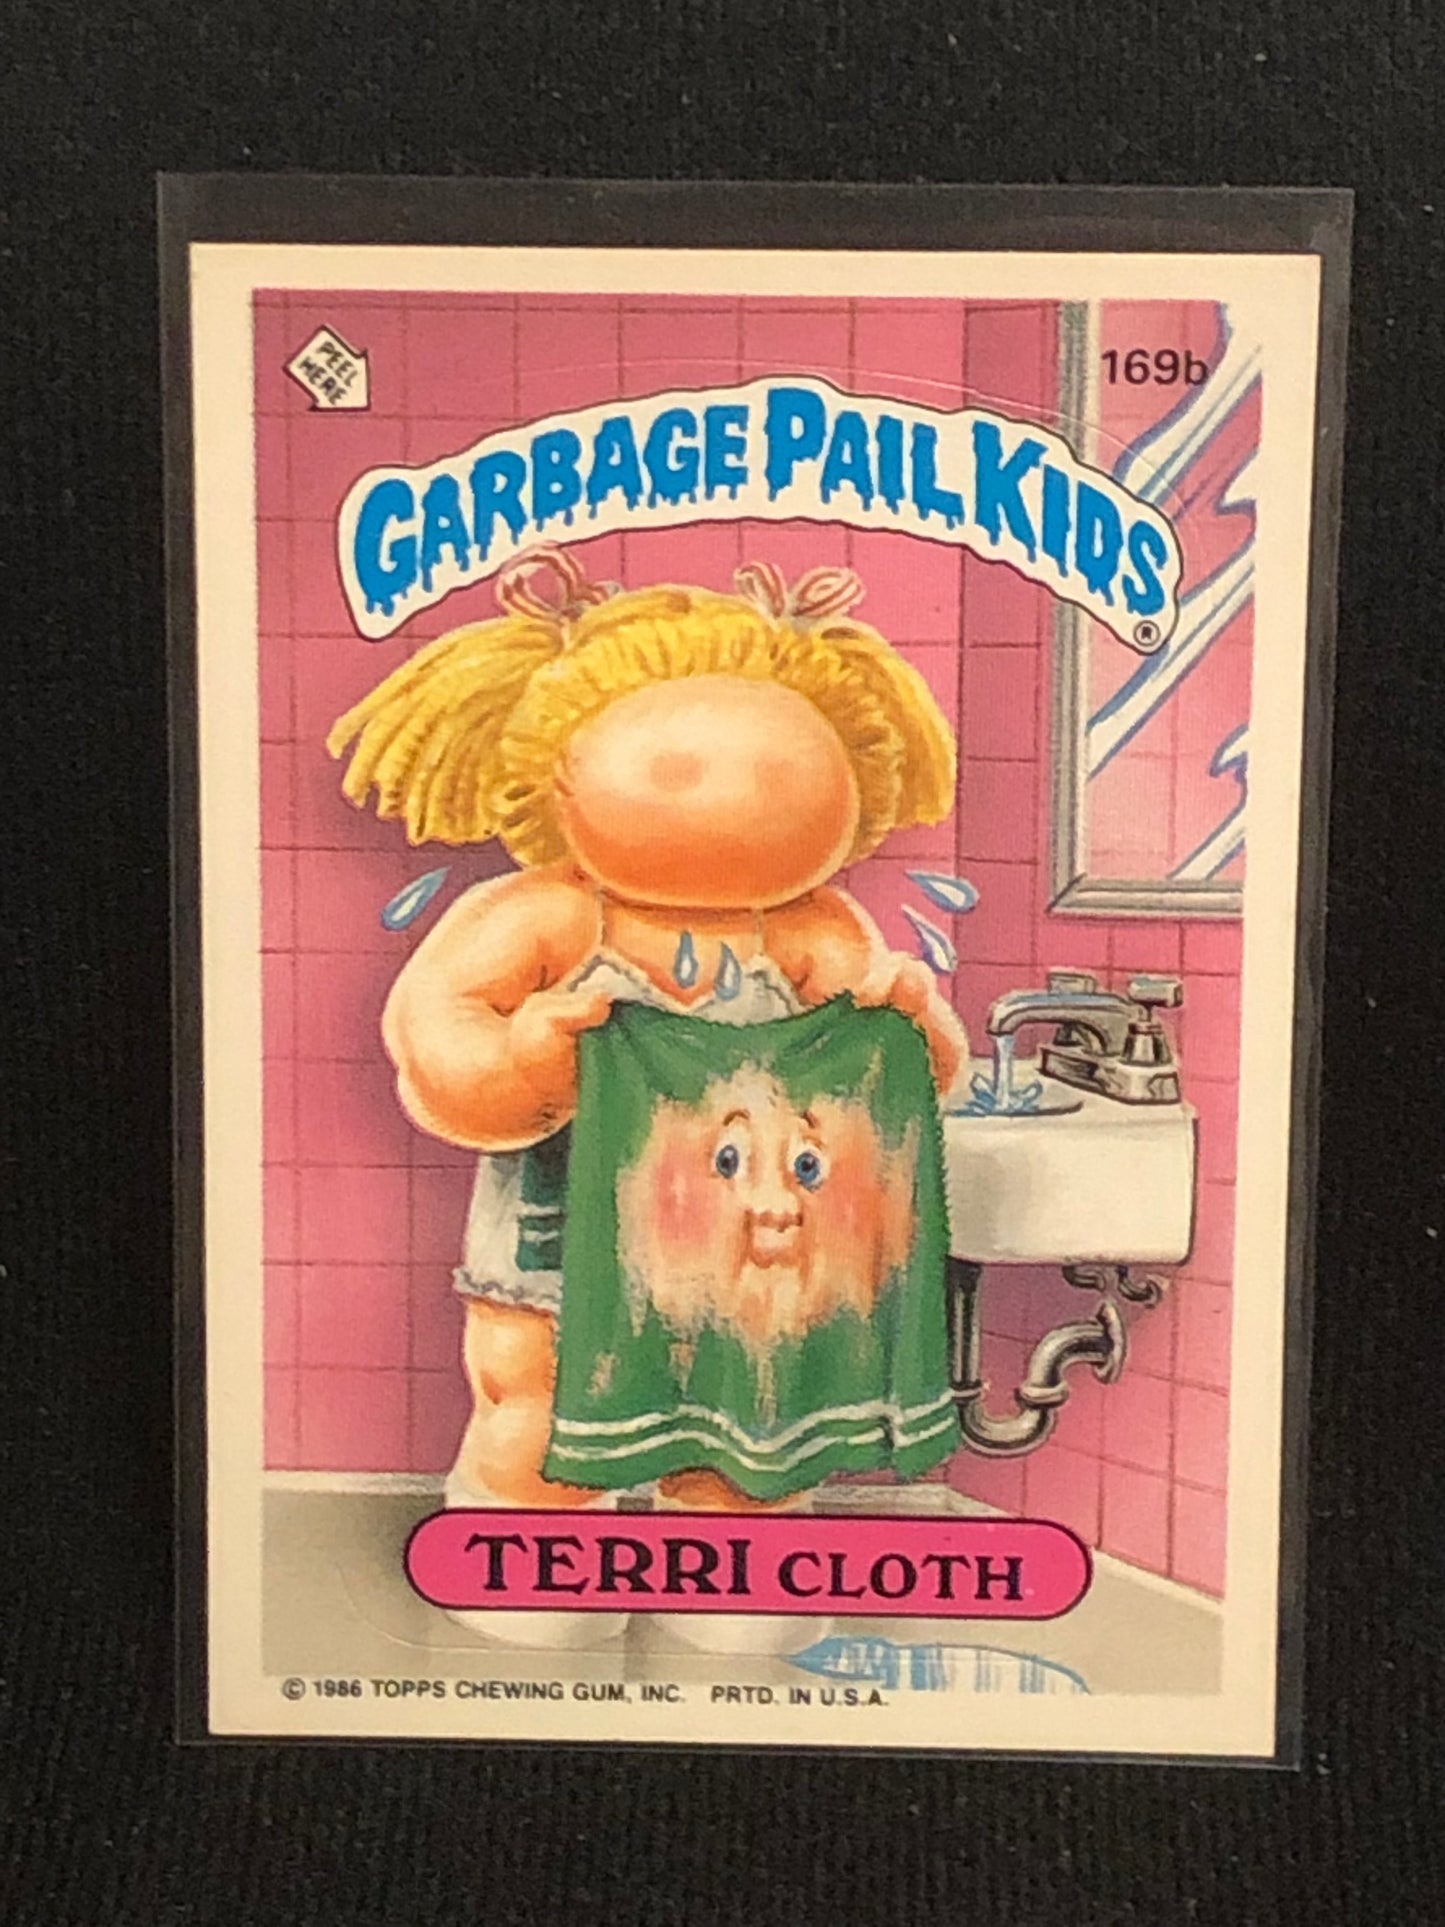 PEEL
HERE
169b
GARBAGE PAIL KIDS
®
TERRI CLOTH
© 1986 TOPPS CHEWING GUM, INC. PRTD. IN U.S.A.